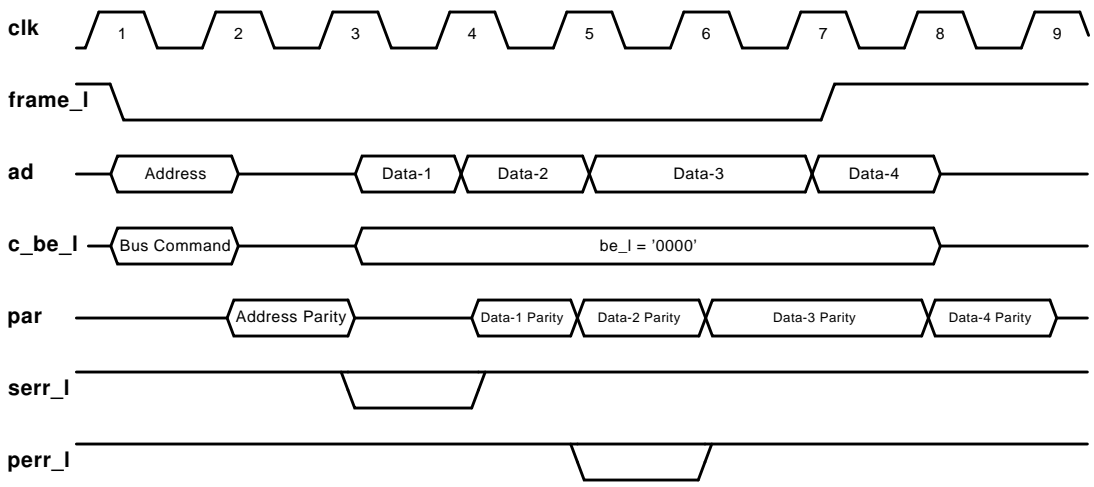 clk 1 2 3 4 5 6 7 8 9
frame_l
ad Address Data-1 Data-2 Data-3 Data-4
c_be_l Bus Command be_l = '0000'
par Address Parity Data-1 Parity Data-2 Parity Data-3 Parity Data-4 Parity
serr_l
perr_l